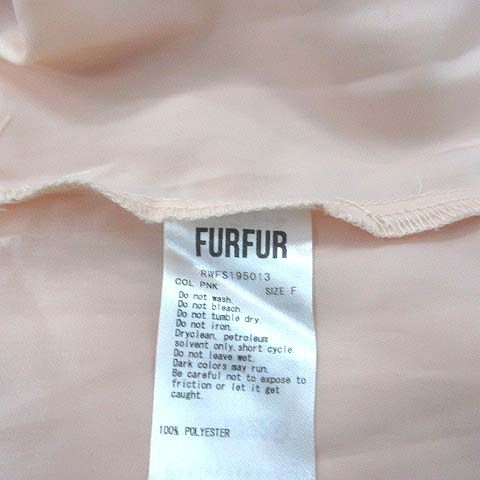 FURFUR
RWFS195013
COL PNK SIZE F
Do not wash.
Do not bleach.
Do not tumble dry.
Do not iron.
Dryclean, petroleum
solvent only, short cycle.
Do not leave wet.
Dark colors may run.
Be careful not to expose to
friction or let it get
caught.
100% POLYESTER